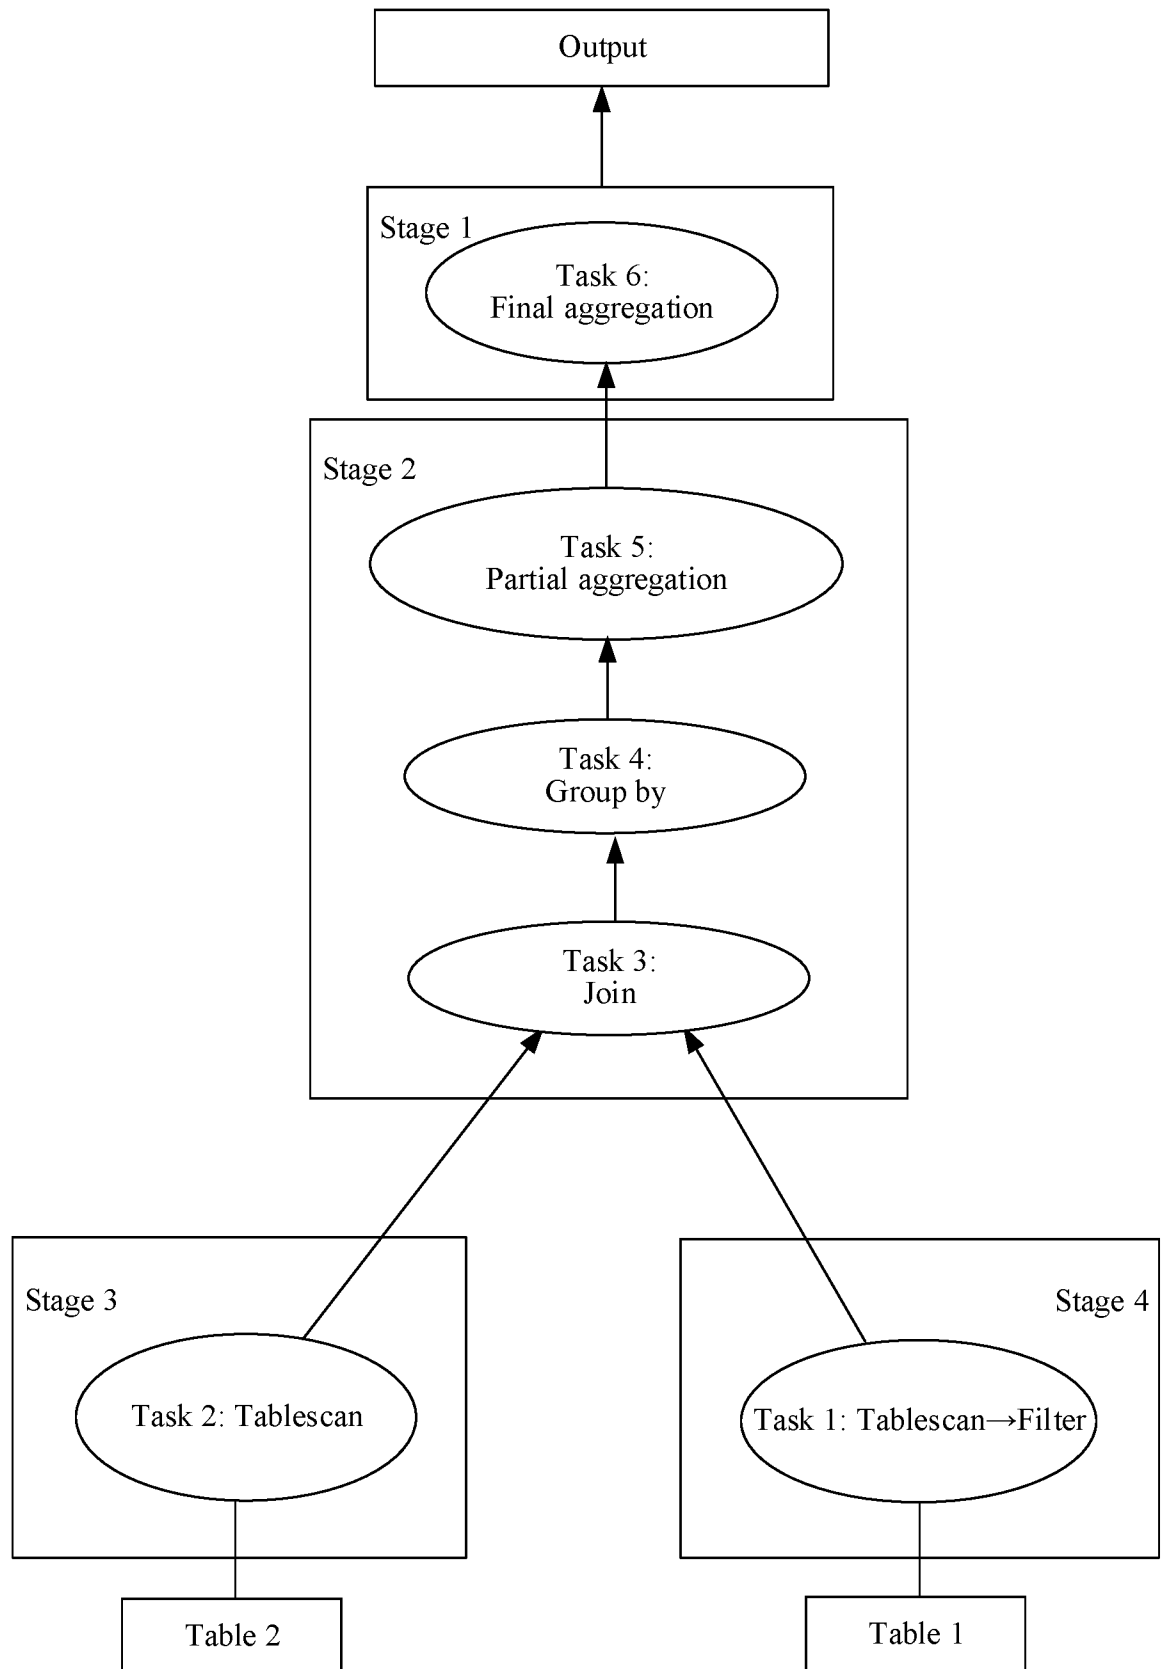 Output
Stage 1
Task 6:
Final aggregation
Stage 2
Task 5:
Partial aggregation
Task 4:
Group by
Task 3:
Join
Stage 3
Task 2: Tablescan
Stage 4
Task 1: Tablescan→Filter
Table 2
Table 1